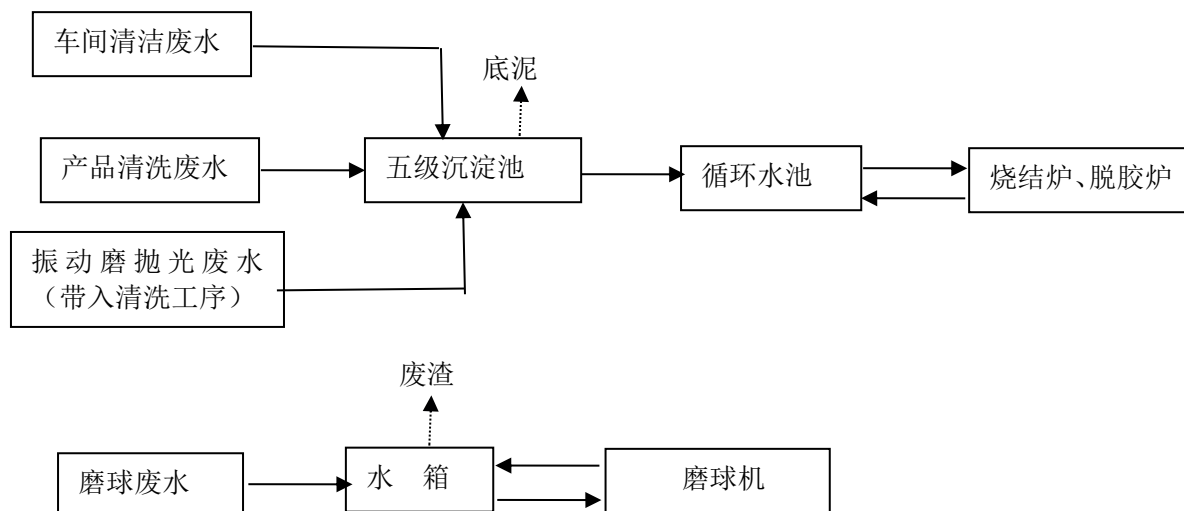 车间清洁废水
底泥
产品清洗废水
五级沉淀池
循环水池
烧结炉、脱胶炉
振动磨抛光废水
（带入清洗工序）
废渣
磨球废水
水 箱
磨球机